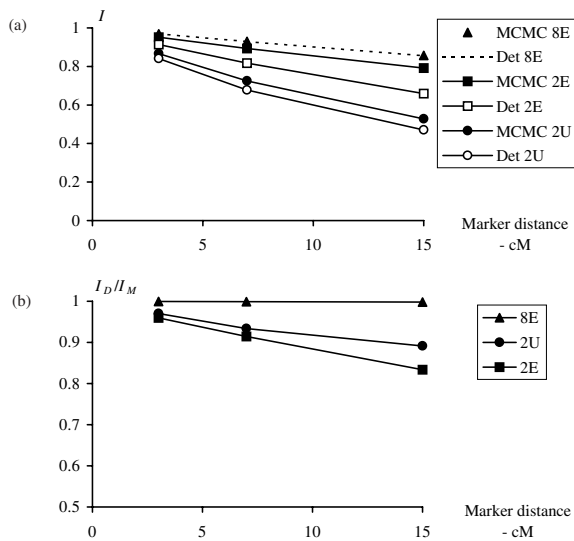 (a)
I
1
0.8
0.6
0.4
0.2
0
0 5 10 15
Marker distance
- cM
MCMC 8E
Det 8E
MCMC 2E
Det 2E
MCMC 2U
Det 2U
(b)
I D/I M
1
0.9
0.8
0.7
0.6
0.5
0 5 10 15
Marker distance
- cM
8E
2U
2E